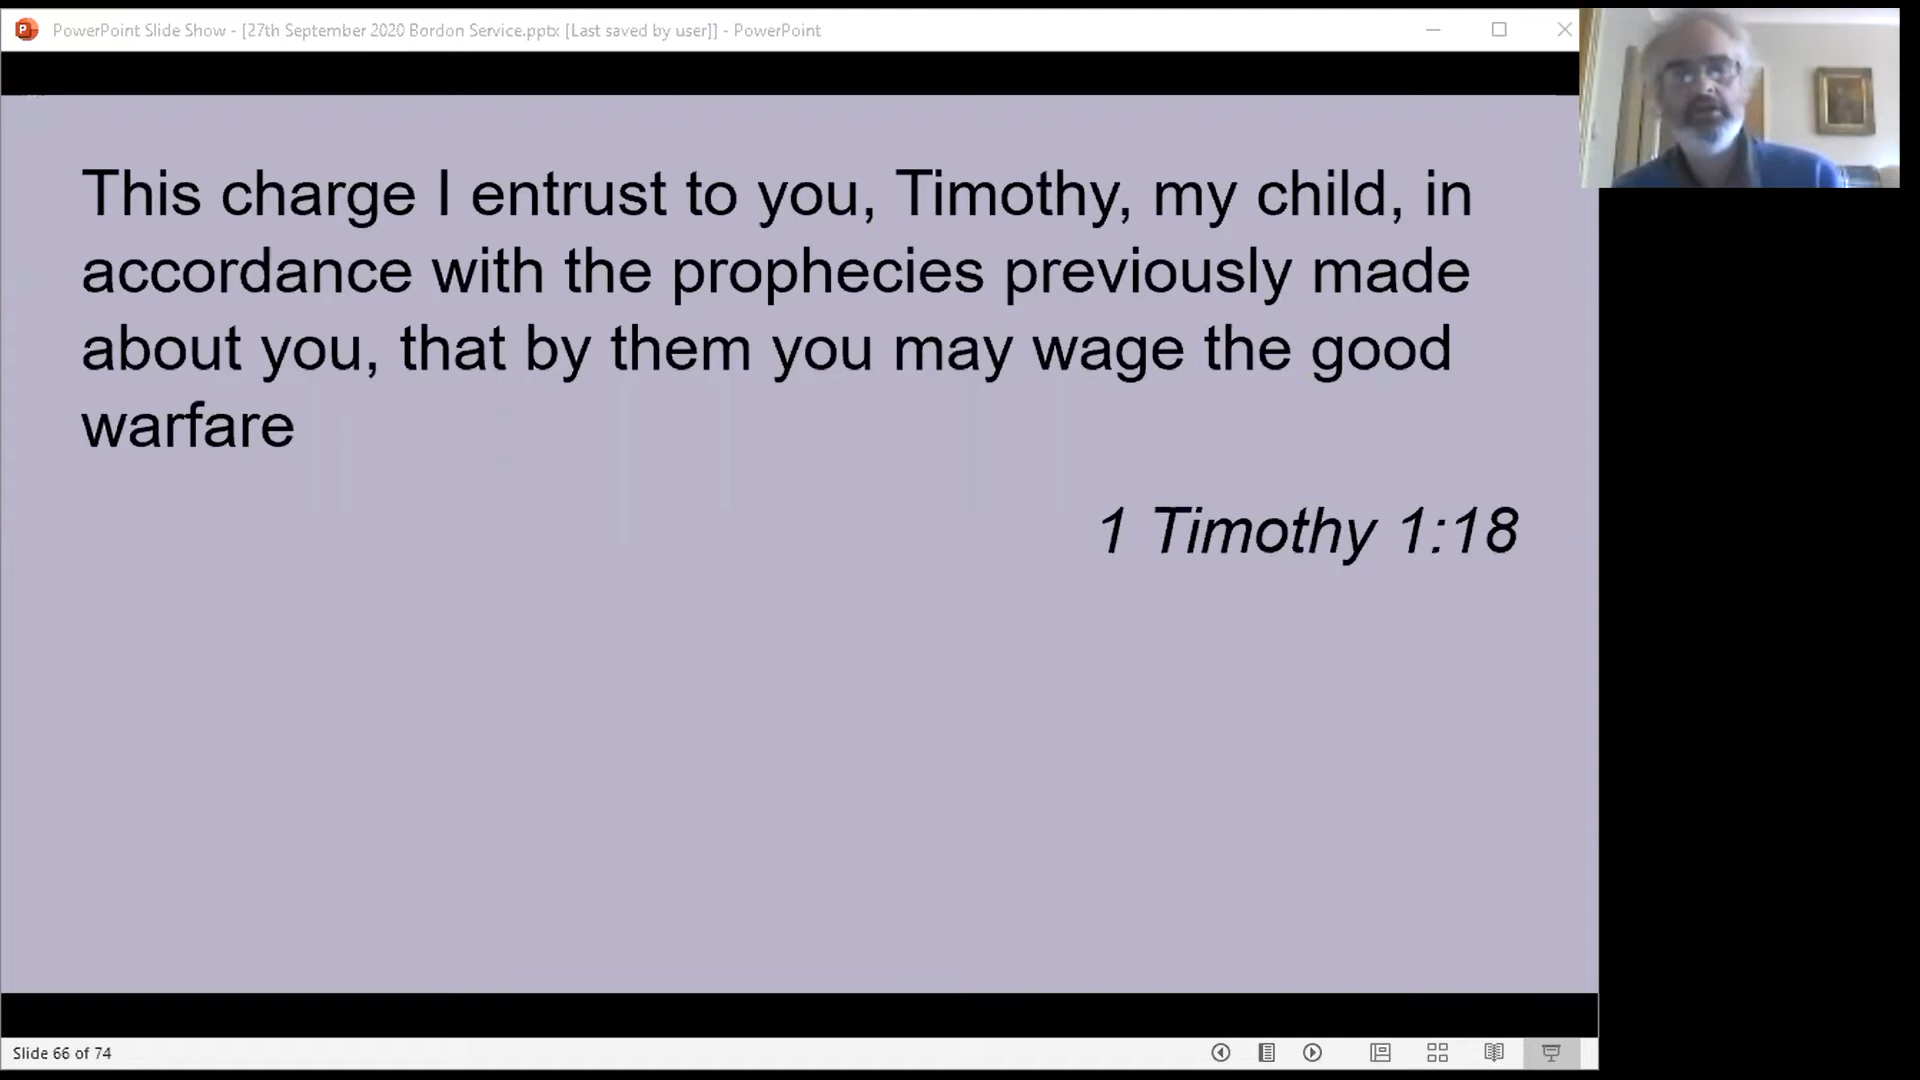 PowerPoint Slide Show - [27th September 2020 Bordon Service.pptx [Last saved by user]] - PowerPoint
This charge I entrust to you, Timothy, my child, in
accordance with the prophecies previously made
about you, that by them you may wage the good
warfare
1 Timothy 1:18
Slide 66 of 74